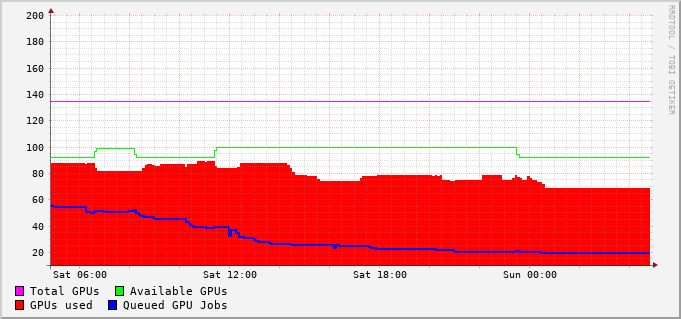 200
180
160
140
120
100
80
60
40
20
Sat 06:00 Sat 12:00 Sat 18:00 Sun 00:00
Total GPUs Available GPUs
GPUs used Queued GPU Jobs
RRDTOOL / TOBI OETIKER